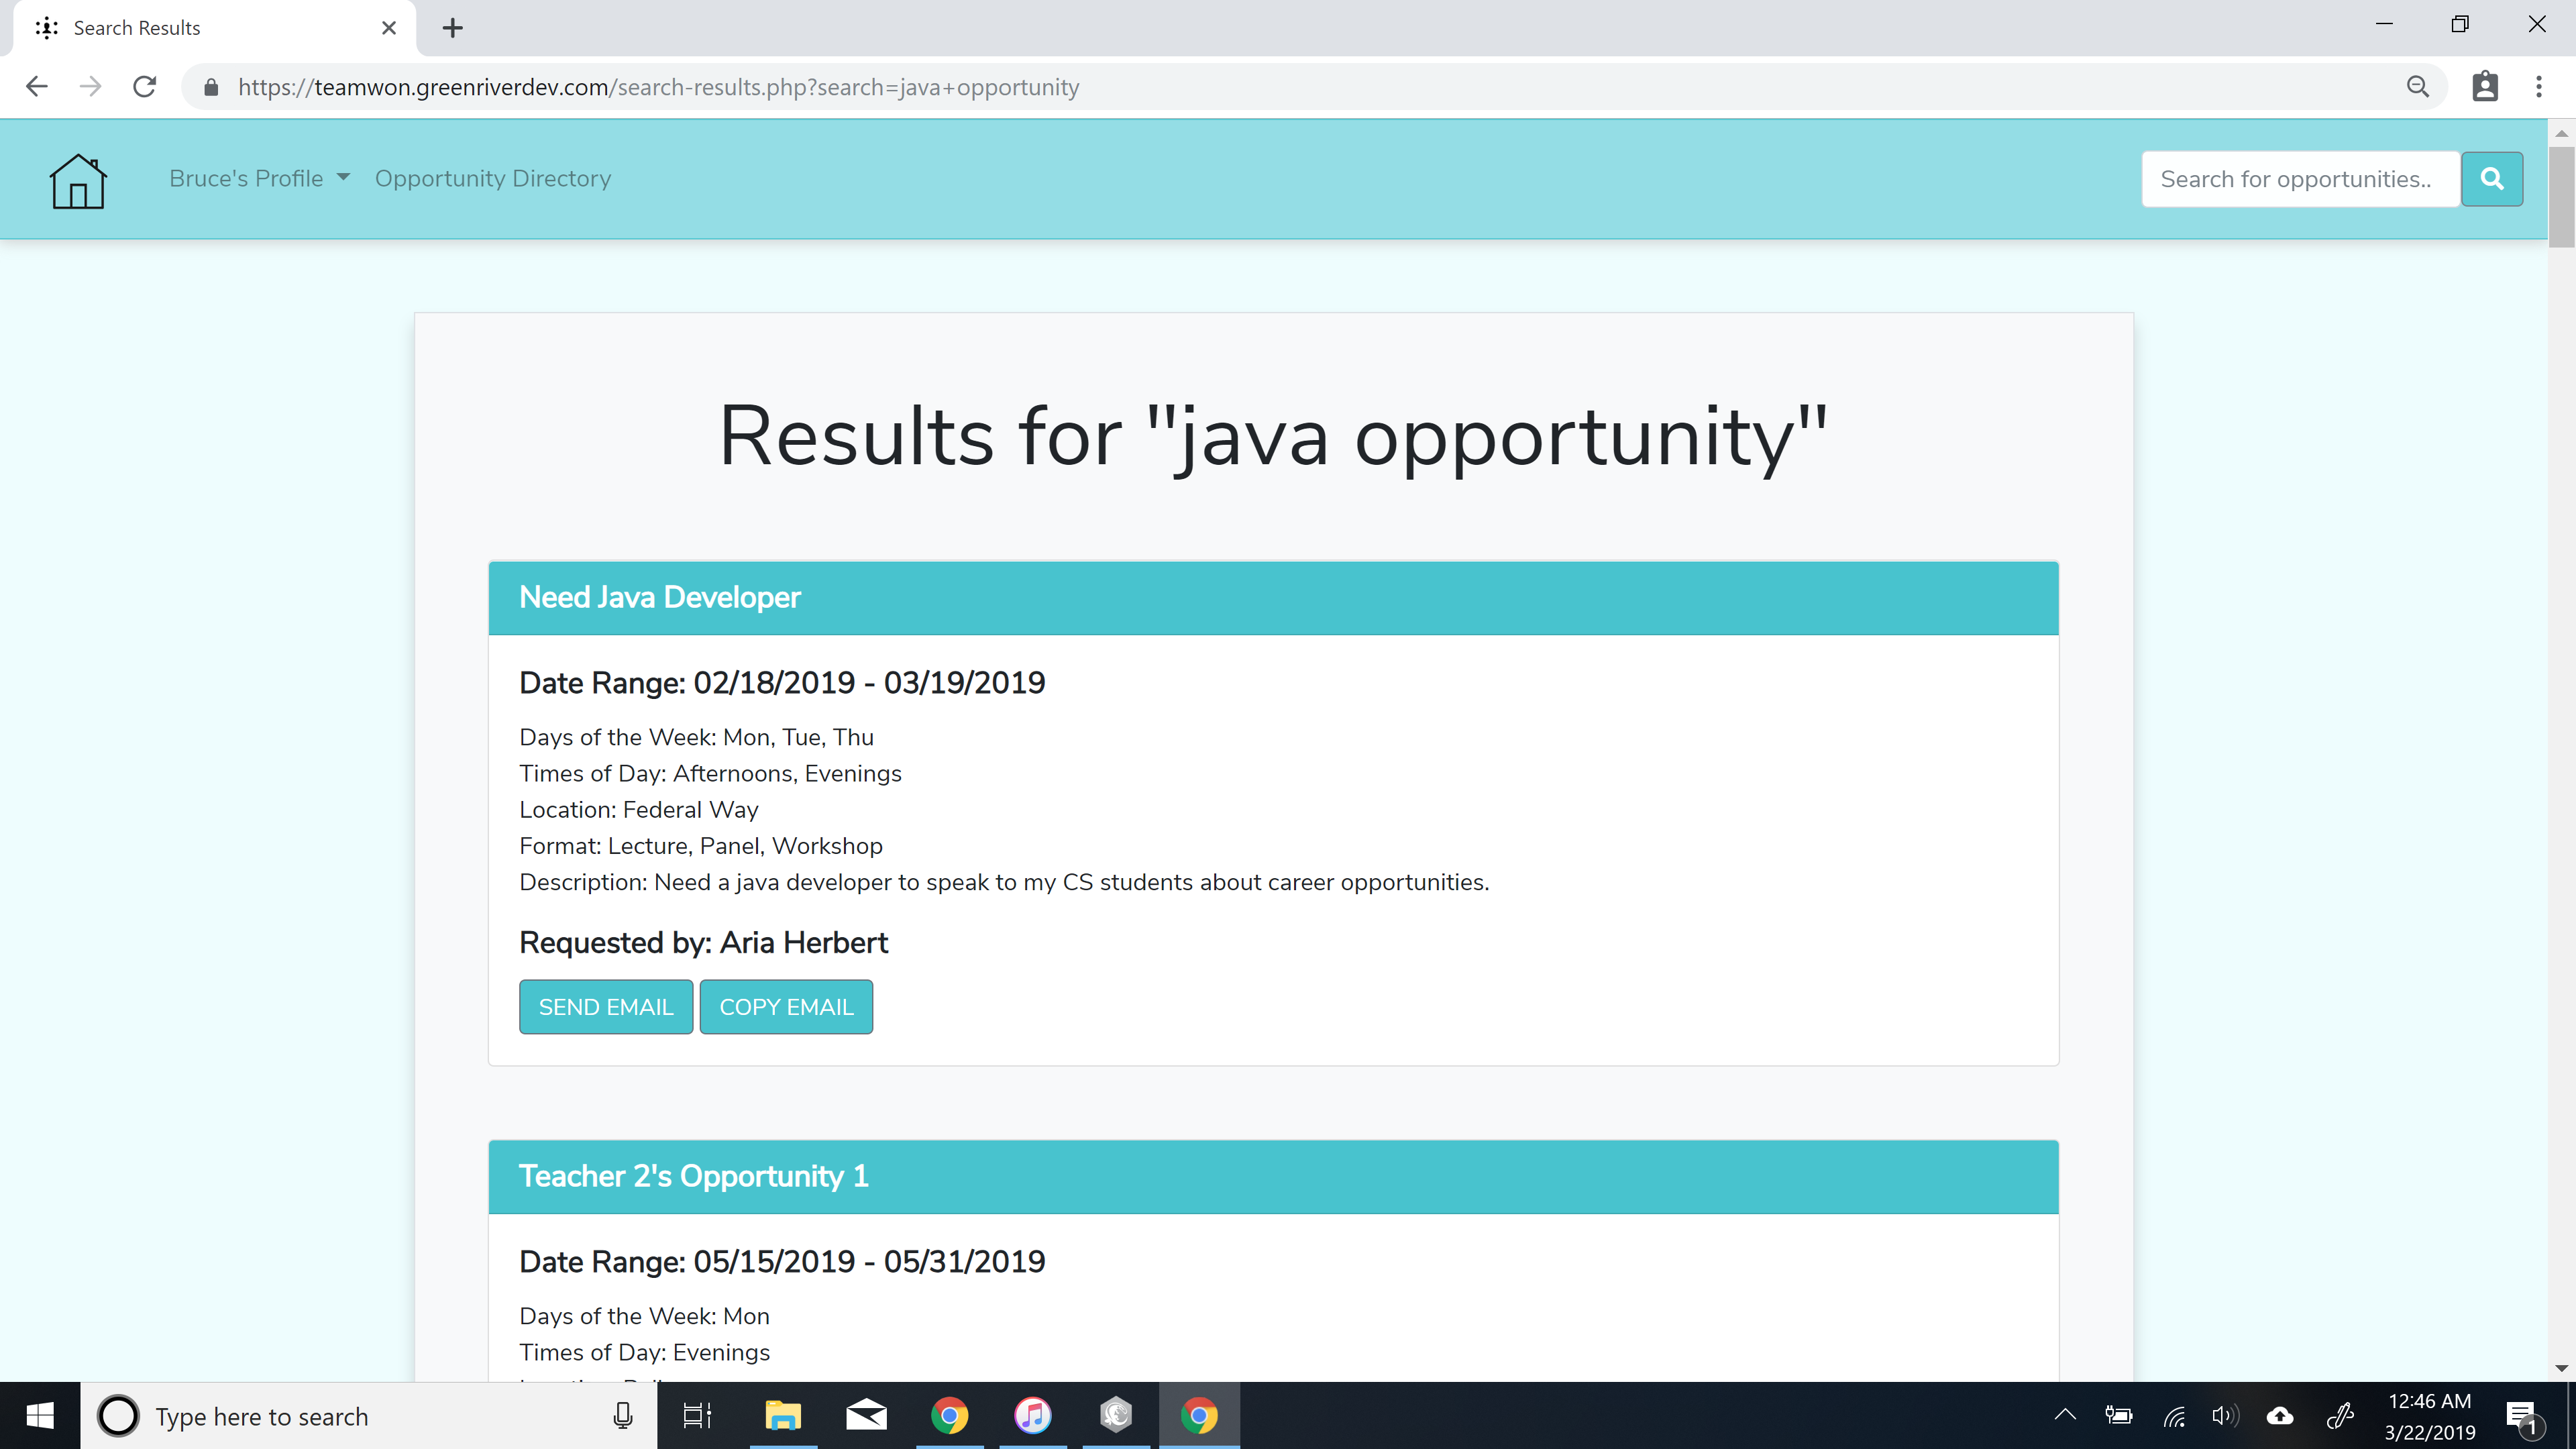 Search Results
https://teamwon.greenriverdev.com/search-results.php?search=java+opportunity
Bruce's Profile
Opportunity Directory
Search for opportunities..
Results for "java opportunity"
Need Java Developer
Date Range: 02/18/2019 - 03/19/2019
Days of the Week: Mon, Tue, Thu
Times of Day: Afternoons, Evenings
Location: Federal Way
Format: Lecture, Panel, Workshop
Description: Need a java developer to speak to my CS students about career opportunities.
Requested by: Aria Herbert
SEND EMAIL
COPY EMAIL
Teacher 2's Opportunity 1
Date Range: 05/15/2019 - 05/31/2019
Days of the Week: Mon
Times of Day: Evenings
Type here to search
12:46 AM
3/22/2019
1